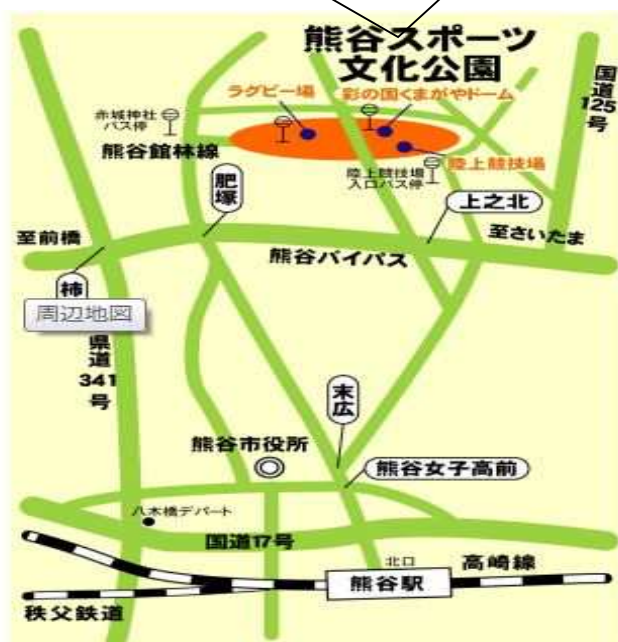 熊谷スポーツ
文化公園
国道
125
号
ラグビー場
彩の国くまがやドーム
赤城神社
バス停
熊谷館林線
陸上競技場
陸上競技場
入口バス停
肥塚
上之北
至前橋
至さいたま
熊谷バイパス
柿
周辺地図
県道
341
号
末広
熊谷市役所
熊谷女子高前
八木橋デパート
国道17号
北口
高崎線
熊谷駅
秩父鉄道